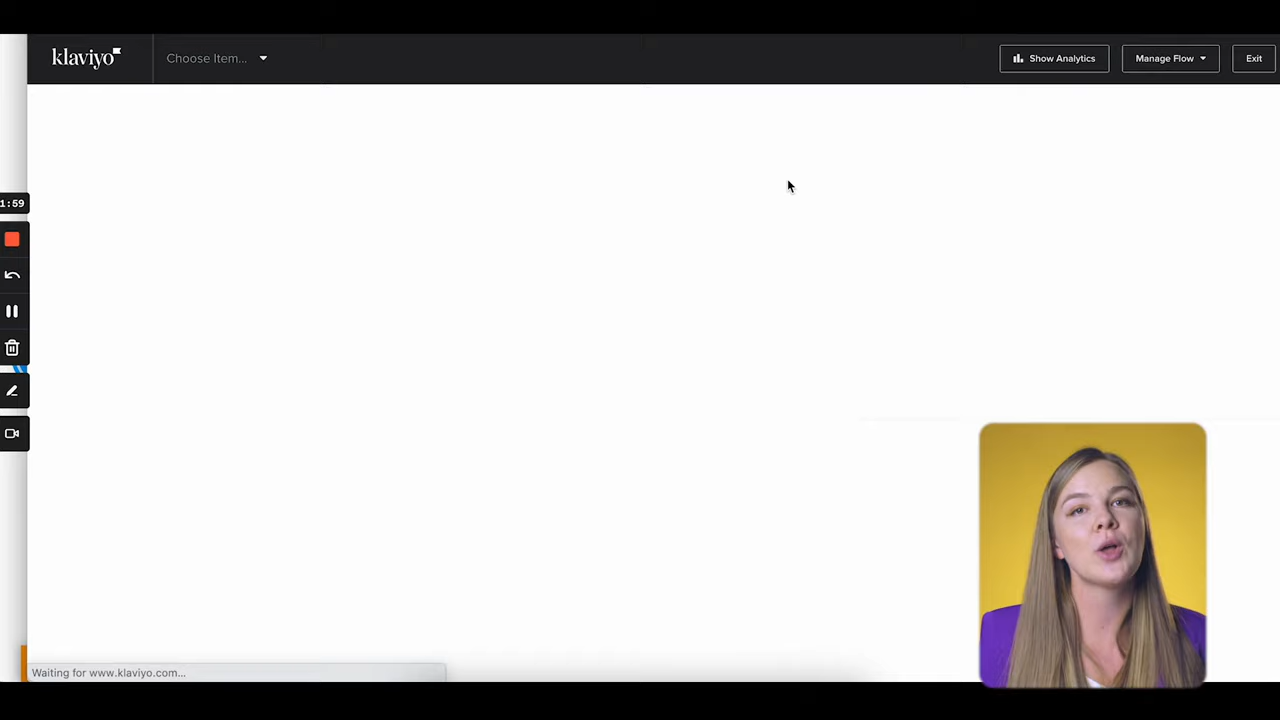 klaviyo
Choose Item...
Show Analytics
Manage Flow
Exit
1:59
Waiting for www.klaviyo.com...